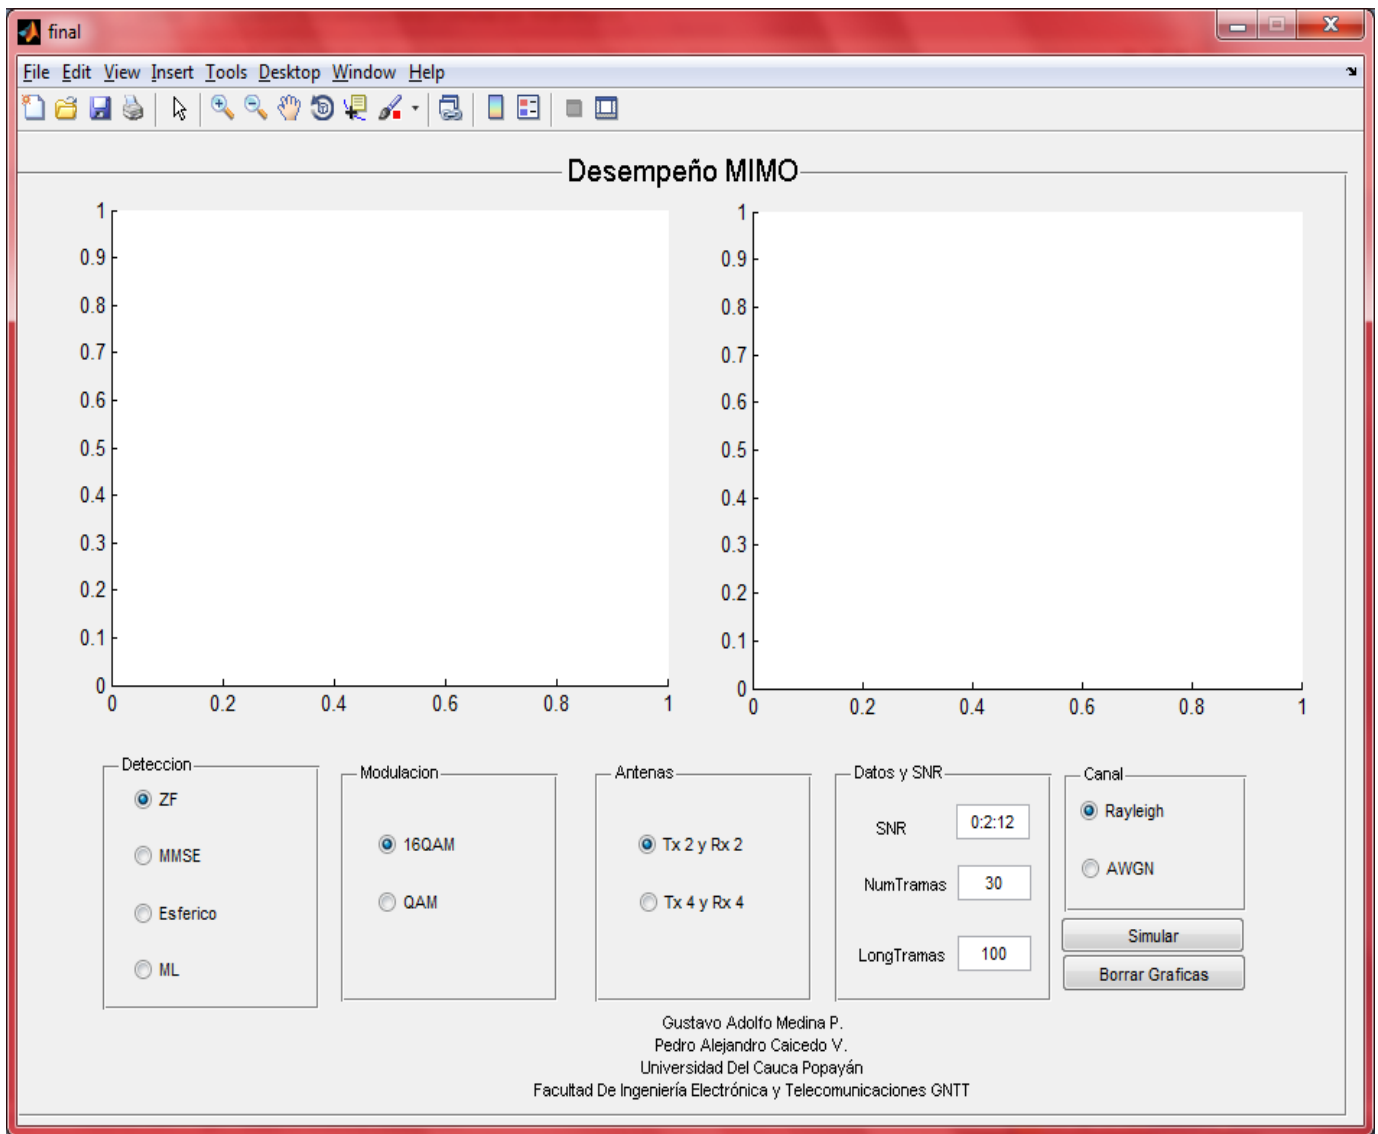 final
File Edit View Insert Tools Desktop Window Help
Desempeño MIMO
1
0.9
0.8
0.7
0.6
0.5
0.4
0.3
0.2
0.1
0
0 0.2 0.4 0.6 0.8 1
1
0.9
0.8
0.7
0.6
0.5
0.4
0.3
0.2
0.1
0
0 0.2 0.4 0.6 0.8 1
Deteccion
ZF
MMSE
Esferico
ML
Modulacion
16QAM
QAM
Antenas
Tx 2 y Rx 2
Tx 4 y Rx 4
Datos y SNR
SNR 0:2:12
NumTramas 30
LongTramas 100
Canal
Rayleigh
AWGN
Simular
Borrar Graficas
Gustavo Adolfo Medina P.
Pedro Alejandro Caicedo V.
Universidad Del Cauca Popayán
Facultad De Ingeniería Electrónica y Telecomunicaciones GNTT